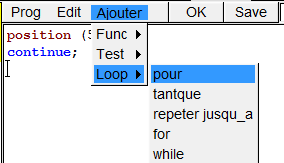 Prog Edit Ajouter OK Save
position (5
continue;
Func
Test
Loop
pour
tantque
repeter jusqu_a
for
while